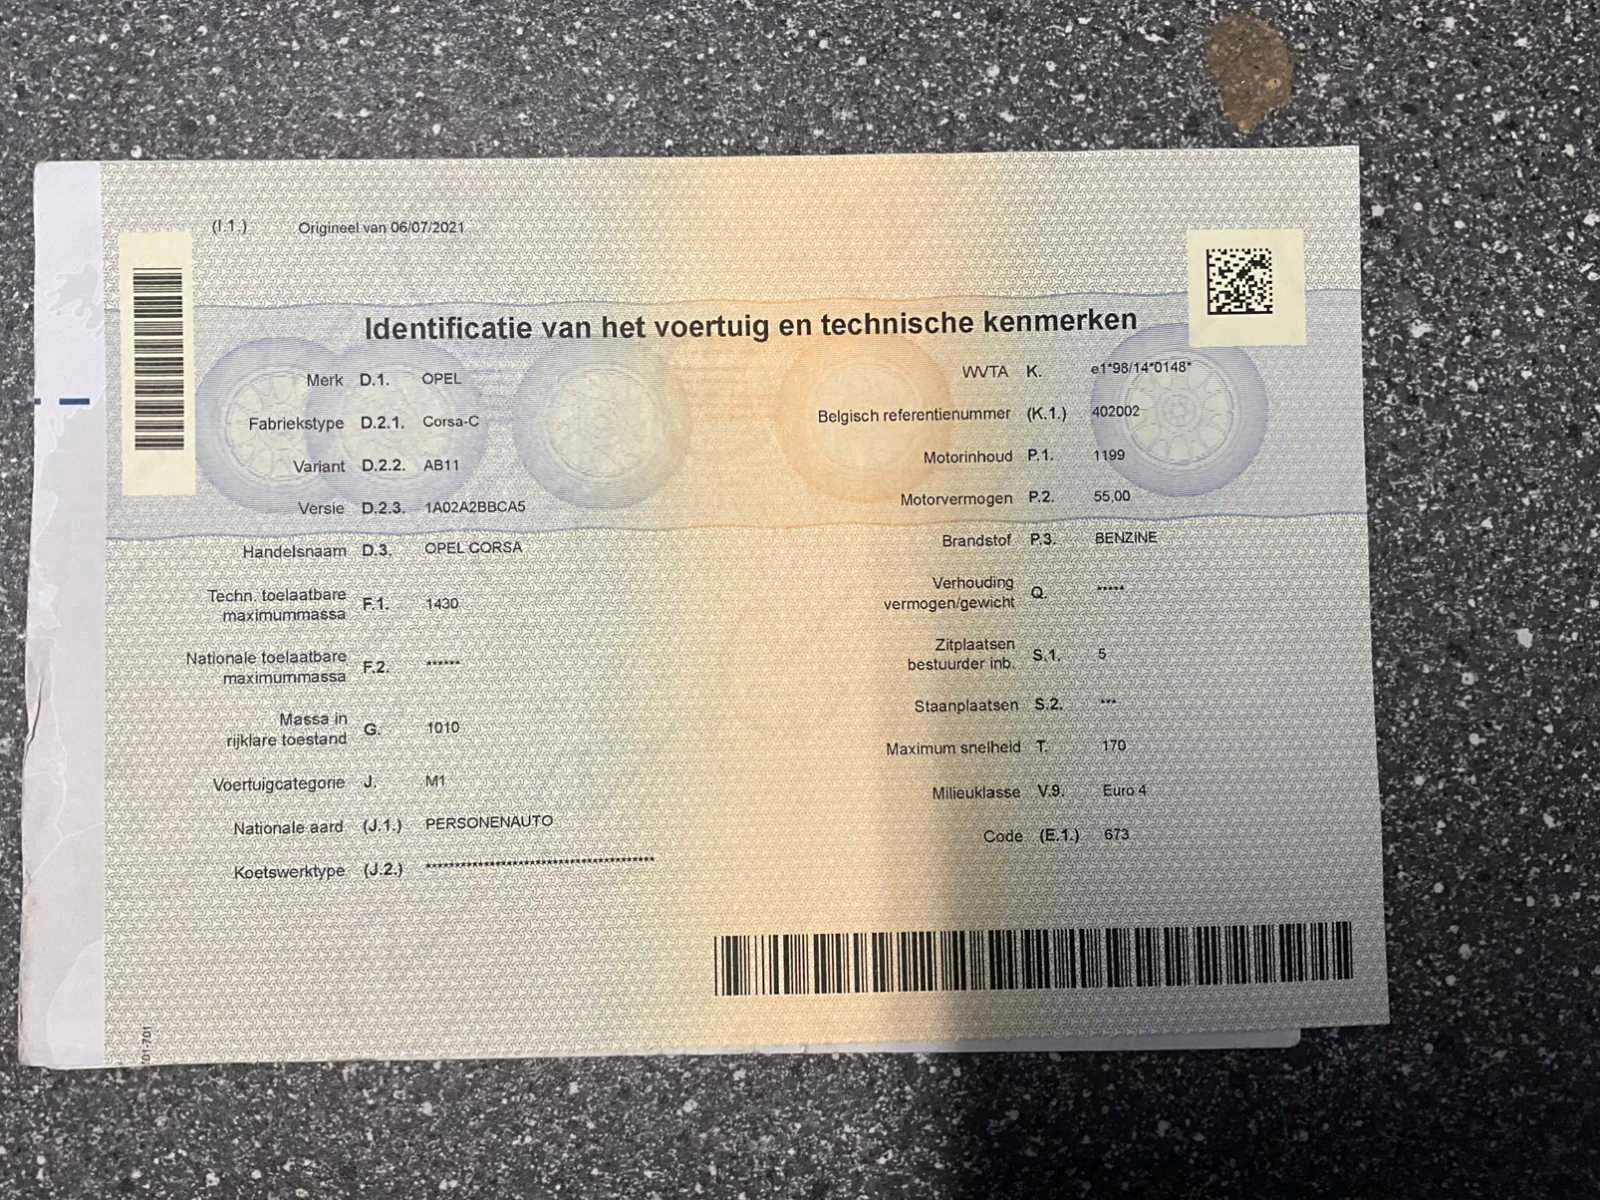 (I.1.) Origineel van 06/07/2021
Identificatie van het voertuig en technische kenmerken
Merk D.1. OPEL
Fabriekstype D.2.1. Corsa-C
Variant D.2.2. AB11
Versie D.2.3. 1A02A2BBCA5
Handelsnaam D.3. OPEL CORSA
Techn. toelaatbare
maximummassa F.1. 1430
Nationale toelaatbare
maximummassa F.2. ******
Massa in
rijklare toestand G. 1010
Voertuigcategorie J. M1
Nationale aard (J.1.) PERSONENAUTO
Koetswerktype (J.2.) ****************************************
WVTA K. e1*98/14*0148*
Belgisch referentienummer (K.1.) 402002
Motorinhoud P.1. 1199
Motorvermogen P.2. 55,00
Brandstof P.3. BENZINE
Verhouding
vermogen/gewicht Q. *****
Zitplaatsen
bestuurder inb. S.1. 5
Staanplaatsen S.2. ***
Maximum snelheid T. 170
Milieuklasse V.9. Euro 4
Code (E.1.) 673
701-701